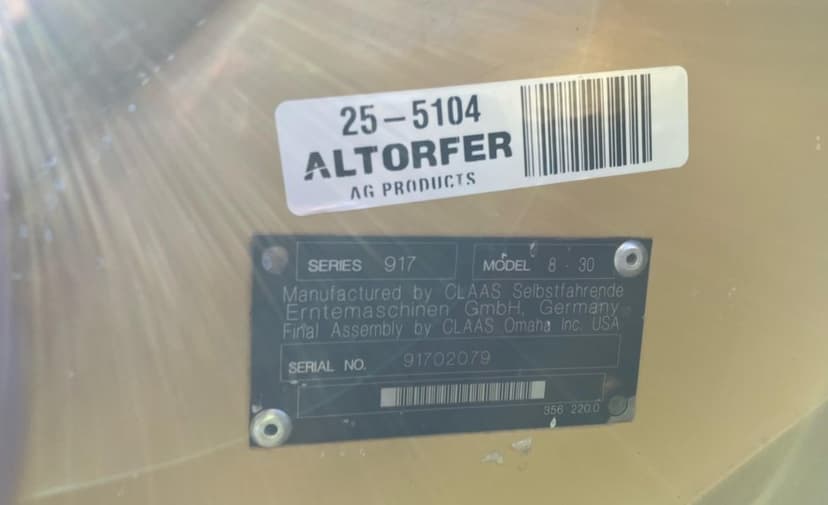 25-5104
ALTORFER
AG PRODUCTS
SERIES 917 MODEL 8-30
Manufactured by CLAAS Selbstfahrende
Erntemaschinen GmbH, Germany
Final Assembly by CLAAS Omaha Inc. USA
SERIAL NO. 91702079
356 220.0